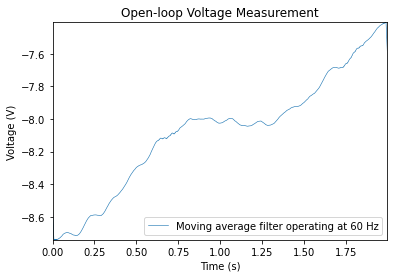 Open-loop Voltage Measurement
Voltage (V)
−7.6
−7.8
−8.0
−8.2
−8.4
−8.6
Moving average filter operating at 60 Hz
0.00 0.25 0.50 0.75 1.00 1.25 1.50 1.75
Time (s)